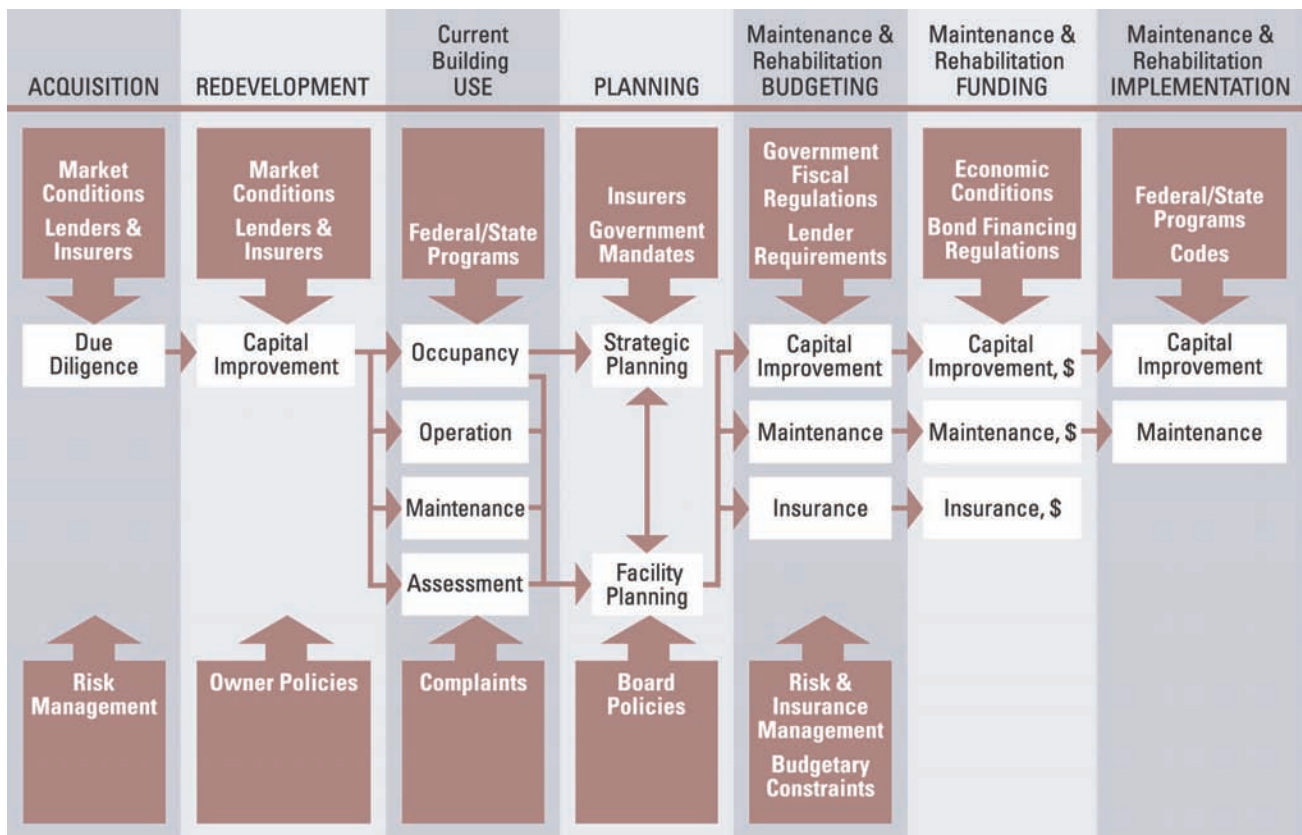 ACQUISITION
REDEVELOPMENT
Current
Building
USE
PLANNING
Maintenance &
Rehabilitation
BUDGETING
Maintenance &
Rehabilitation
FUNDING
Maintenance &
Rehabilitation
IMPLEMENTATION
Market
Conditions
Lenders &
Insurers
Market
Conditions
Lenders &
Insurers
Federal/State
Programs
Insurers
Government
Mandates
Government
Fiscal
Regulations
Lender
Requirements
Economic
Conditions
Bond Financing
Regulations
Federal/State
Programs
Codes
Due
Diligence
Capital
Improvement
Occupancy
Operation
Maintenance
Assessment
Strategic
Planning
Facility
Planning
Capital
Improvement
Maintenance
Insurance
Capital
Improvement, $
Maintenance, $
Insurance, $
Capital
Improvement
Maintenance
Risk
Management
Owner Policies
Complaints
Board
Policies
Risk &
Insurance
Management
Budgetary
Constraints